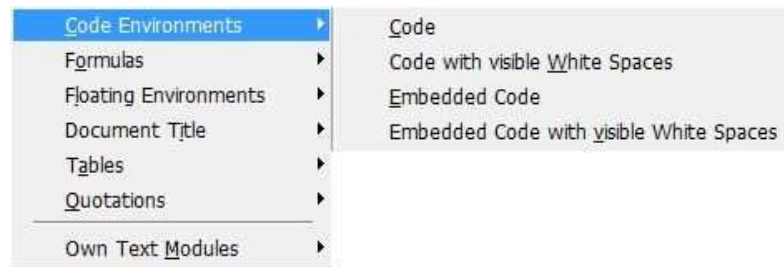 Code Environments
Formulas
Floating Environments
Document Title
Tables
Quotations
Own Text Modules
Code
Code with visible White Spaces
Embedded Code
Embedded Code with visible White Spaces